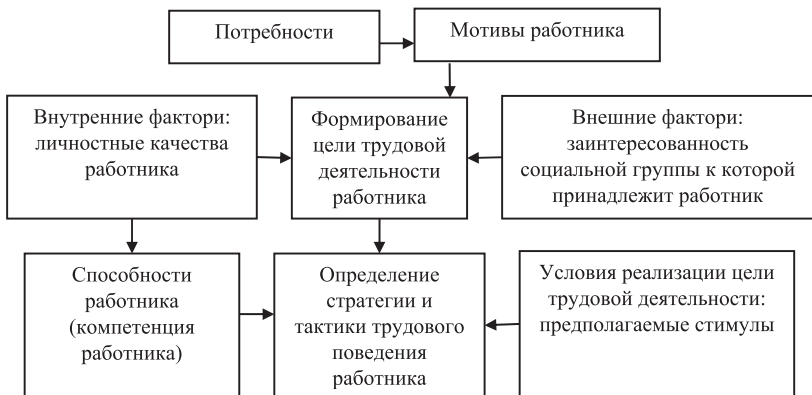 Потребности
Мотивы работника
Внутренние фактори:
личностные качества
работника
Формирование
цели трудовой
деятельности
работника
Внешние фактори:
заинтересованность
социальной группы к которой
принадлежит работник
Способности
работника
(компетенция
работника)
Определение
стратегии и
тактики трудового
поведения
работника
Условия реализации цели
трудовой деятельности:
предполагаемые стимулы